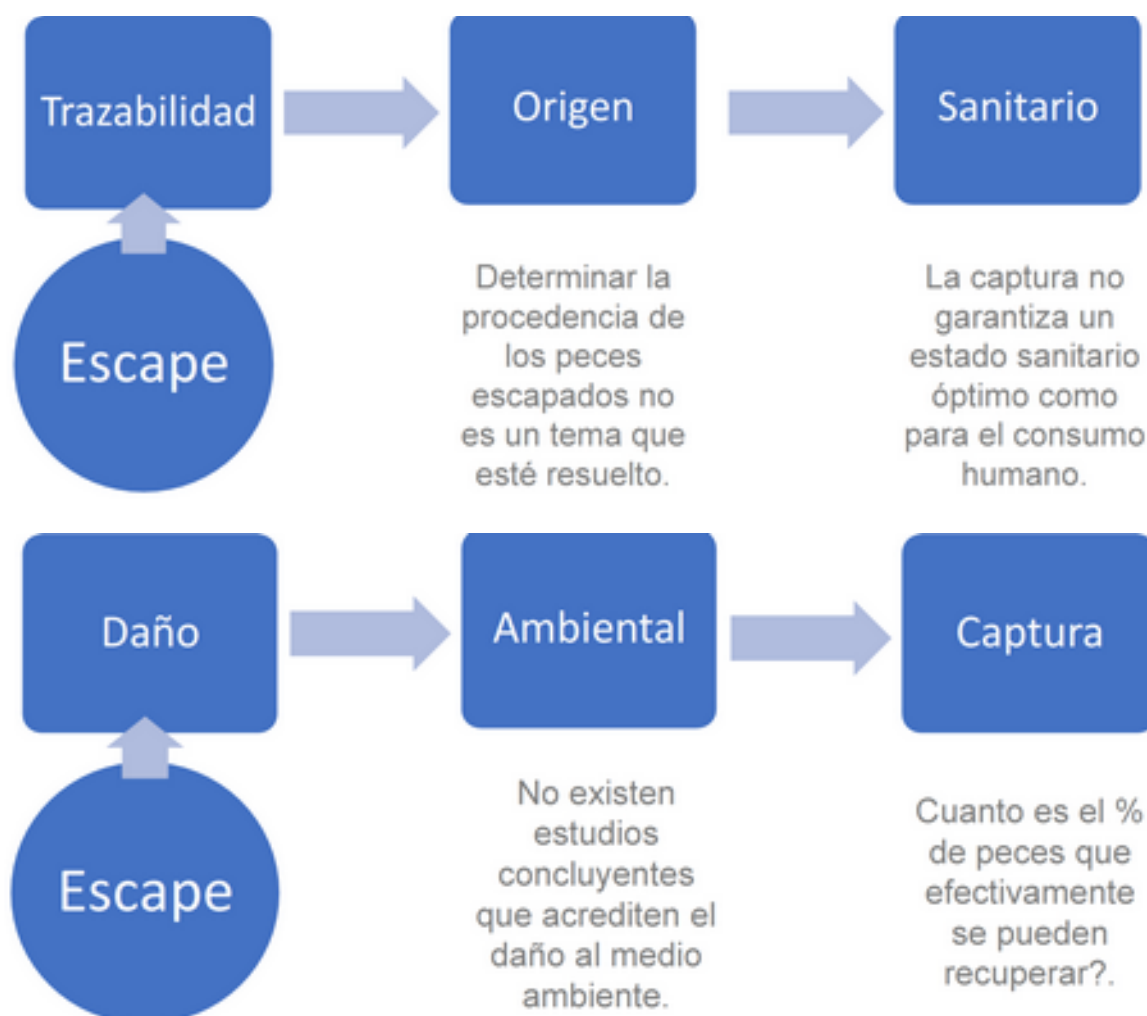 Trazabilidad
Origen
Sanitario
Escape
Determinar la
procedencia de
los peces
escapados no
es un tema que
esté resuelto.
La captura no
garantiza un
estado sanitario
óptimo como
para el consumo
humano.
Daño
Ambiental
Captura
Escape
No existen
estudios
concluyentes
que acrediten el
daño al medio
ambiente.
Cuanto es el %
de peces que
efectivamente
se pueden
recuperar?.